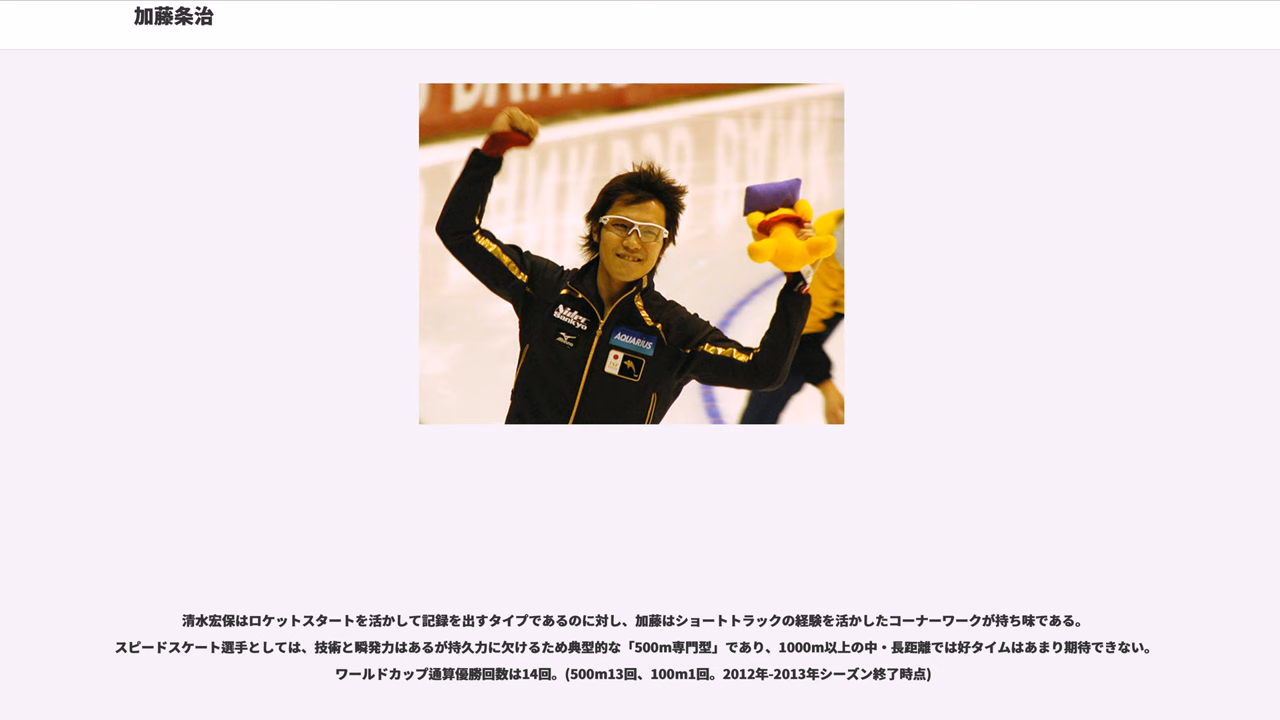 加藤条治
Nidec
Sankyo
AQUARIUS
清水宏保はロケットスタートを活かして記録を出すタイプであるのに対し、加藤はショートトラックの経験を活かしたコーナーワークが持ち味である。
スピードスケート選手としては、技術と瞬発力はあるが持久力に欠けるため典型的な「500m専門型」であり、1000m以上の中・長距離では好タイムはあまり期待できない。
ワールドカップ通算優勝回数は14回。(500m13回、100m1回。2012年-2013年シーズン終了時点)